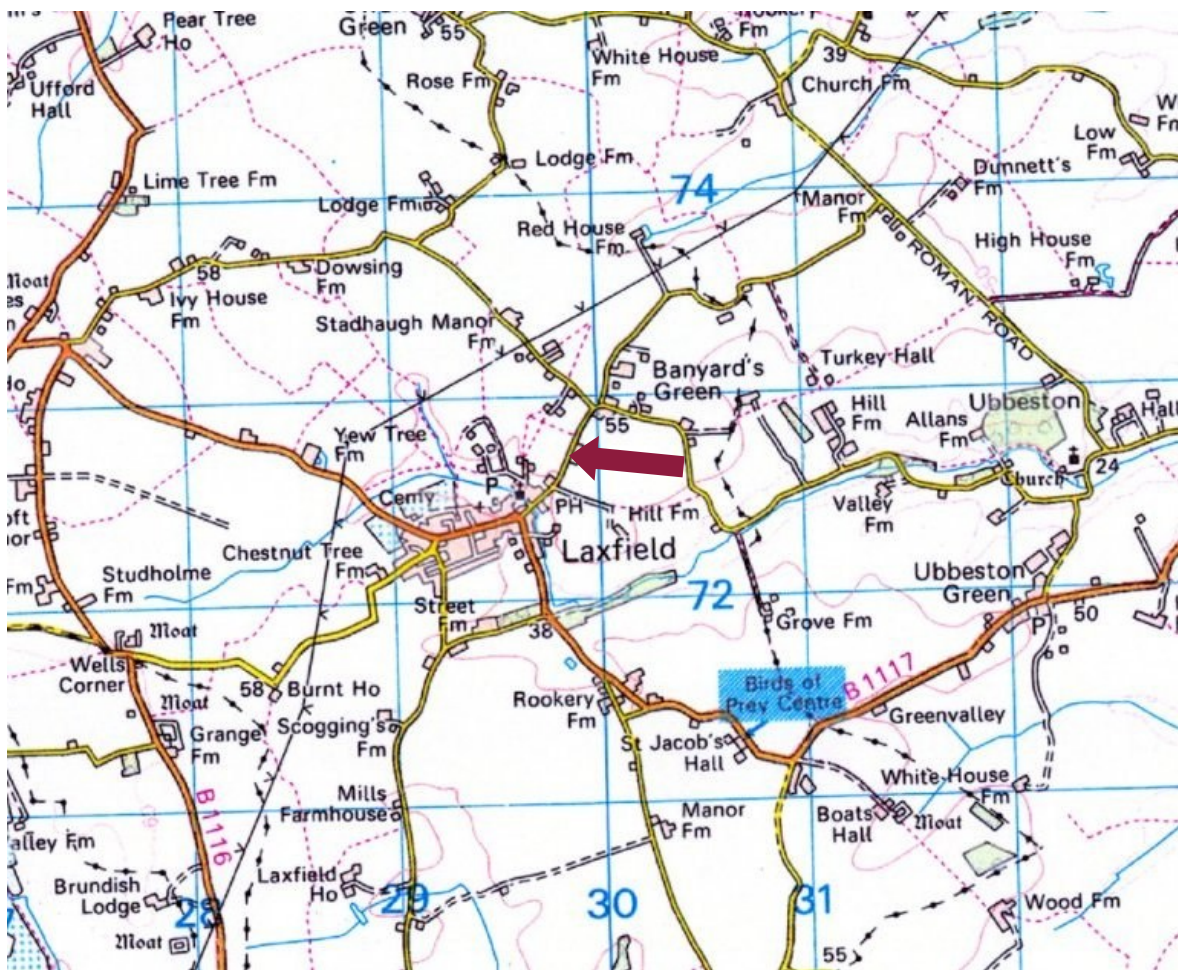 Pear Tree
Ho
Green
55
Rose Fm
White House
Fm
39
Church Fm
Ufford
Hall
Low
Fm
Lime Tree Fm
Lodge Fm
74
Dunnett's
Fm
Lodge Fm
Manor
Fm
Red House
Fm
High House
Fm
ROMAN ROAD
Moat
58
Dowsing
Fm
Ivy House
Fm
Stadhaugh Manor
Fm
Turkey Hall
Banyard's
Green
55
Hill
Fm
Allans
Fm
Ubbeston
Hall
24
Church
Yew Tree
Fm
P
Cemy
PH
Hill Fm
Valley
Fm
Laxfield
Chestnut Tree
Fm
Studholme
Fm
Fm
Street
Fm
38
72
Ubbeston
Green
P
50
Grove Fm
Moat
Wells
Corner
Moat
58
Burnt Ho
Birds of
Prey Centre
B 1117
Rookery
Fm
Greenvalley
Scogging's
Fm
Grange
Fm
St Jacob's
Hall
White House
Fm
Mills
Farmhouse
B 1116
Manor
Fm
Boats
Hall
Moat
Laxfield
Ho
Brundish
Lodge
28
29
30
31
Wood Fm
Moat
55